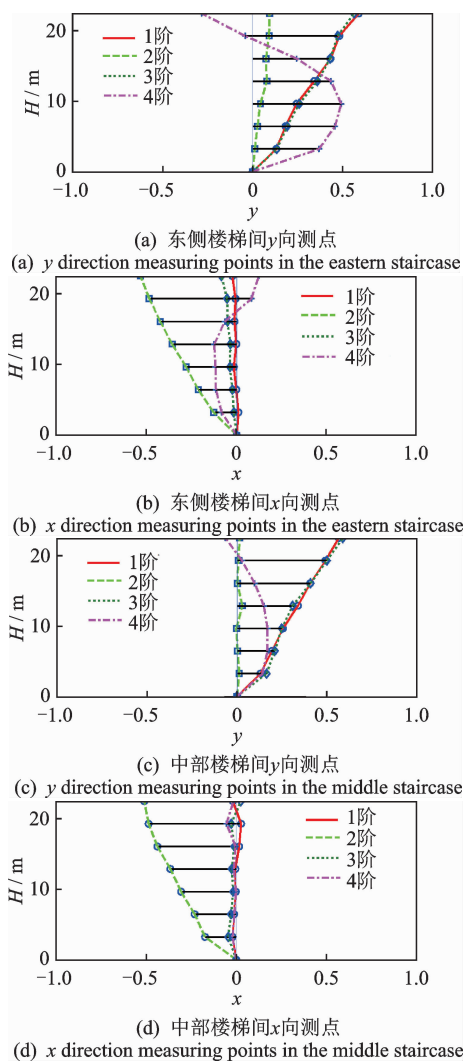 20
10
0
H / m
1阶
2阶
3阶
4阶
−1.0 −0.5 0 0.5 1.0
y
(a) 东侧楼梯间y向测点
(a) y direction measuring points in the eastern staircase
20
10
0
H / m
1阶
2阶
3阶
4阶
−1.0 −0.5 0 0.5 1.0
x
(b) 东侧楼梯间x向测点
(b) x direction measuring points in the eastern staircase
20
10
0
H / m
1阶
2阶
3阶
4阶
−1.0 −0.5 0 0.5 1.0
y
(c) 中部楼梯间y向测点
(c) y direction measuring points in the middle staircase
20
10
0
H / m
1阶
2阶
3阶
4阶
−1.0 −0.5 0 0.5 1.0
x
(d) 中部楼梯间x向测点
(d) x direction measuring points in the middle staircase